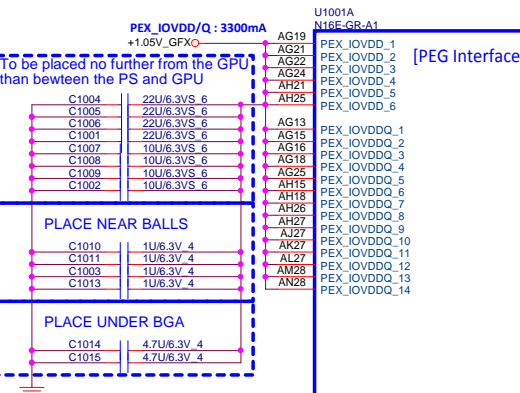 U1001A
N16E-GR-A1
PEX_IOVDD/Q : 3300mA
+1.05V_GFX
[PEG Interface
AG19 PEX_IOVDD_1
AG21 PEX_IOVDD_2
AG22 PEX_IOVDD_3
AG24 PEX_IOVDD_4
AH21 PEX_IOVDD_5
AH25 PEX_IOVDD_6
AG13 PEX_IOVDDQ_1
AG15 PEX_IOVDDQ_2
AG16 PEX_IOVDDQ_3
AG18 PEX_IOVDDQ_4
AG25 PEX_IOVDDQ_5
AH15 PEX_IOVDDQ_6
AH18 PEX_IOVDDQ_7
AH26 PEX_IOVDDQ_8
AH27 PEX_IOVDDQ_9
AJ27 PEX_IOVDDQ_10
AK27 PEX_IOVDDQ_11
AL27 PEX_IOVDDQ_12
AM28 PEX_IOVDDQ_13
AN28 PEX_IOVDDQ_14
To be placed no further from the GPU
than bewteen the PS and GPU
C1004 22U/6.3VS_6
C1005 22U/6.3VS_6
C1006 22U/6.3VS_6
C1001 22U/6.3VS_6
C1007 10U/6.3VS_6
C1008 10U/6.3VS_6
C1009 10U/6.3VS_6
C1002 10U/6.3VS_6
PLACE NEAR BALLS
C1010 1U/6.3V_4
C1011 1U/6.3V_4
C1003 1U/6.3V_4
C1013 1U/6.3V_4
PLACE UNDER BGA
C1014 4.7U/6.3V_4
C1015 4.7U/6.3V_4